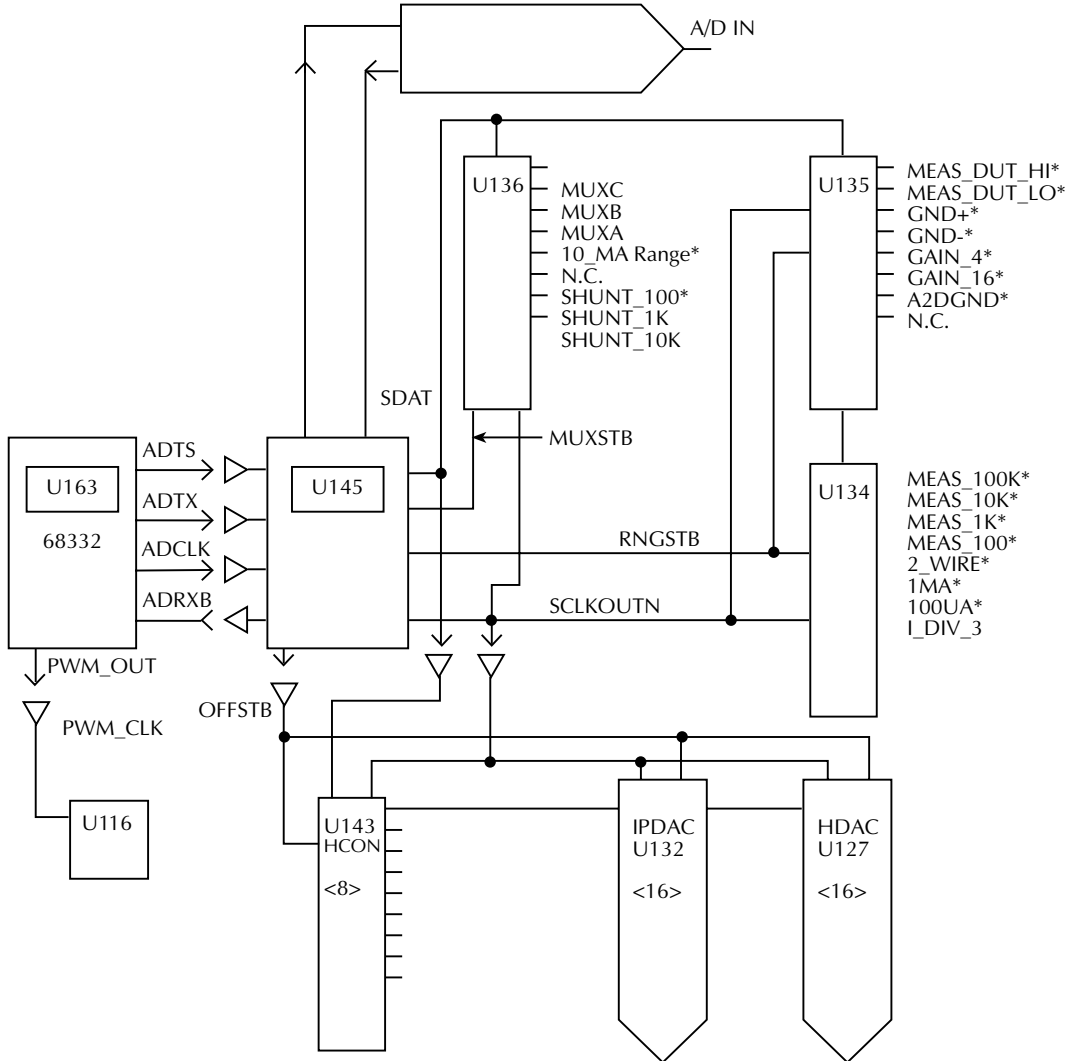 A/D IN
U136
MUXC
MUXB
MUXA
10_MA Range*
N.C.
SHUNT_100*
SHUNT_1K
SHUNT_10K
U135
MEAS_DUT_HI*
MEAS_DUT_LO*
GND+*
GND-*
GAIN_4*
GAIN_16*
A2DGND*
N.C.
SDAT
MUXSTB
U163
68332
ADTS
ADTX
ADCLK
ADRXB
U145
RNGSTB
SCLKOUTN
U134
MEAS_100K*
MEAS_10K*
MEAS_1K*
MEAS_100*
2_WIRE*
1MA*
100UA*
I_DIV_3
PWM_OUT
PWM_CLK
OFFSTB
U116
U143
HCON
<8>
IPDAC
U132
<16>
HDAC
U127
<16>